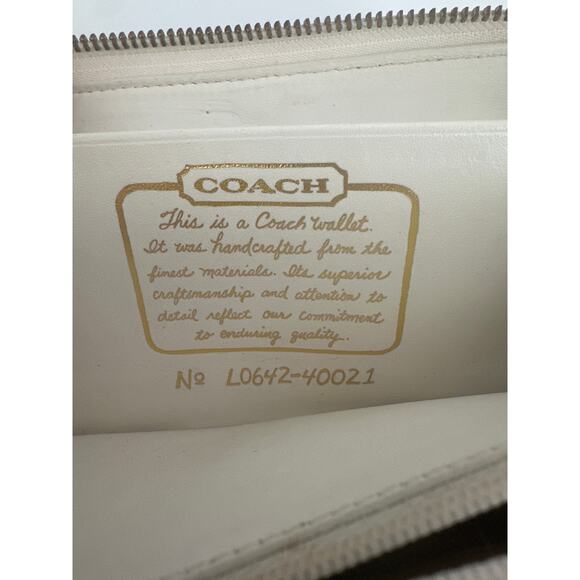 COACH
This is a Coach wallet.
It was handcrafted from the
finest materials. Its superior
craftsmanship and attention to
detail reflect our commitment
to enduring quality.
Nº L0642-40021